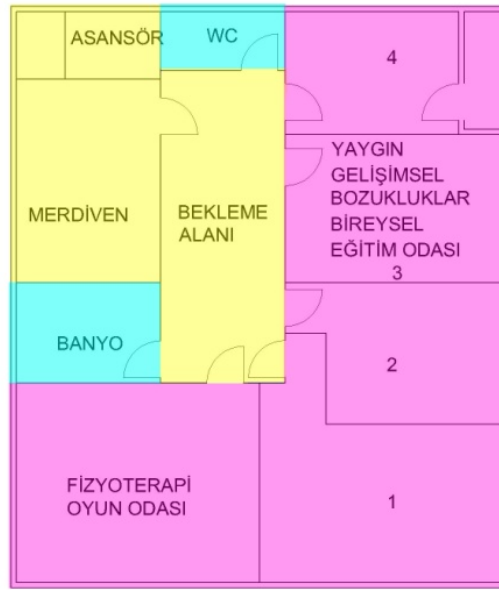 ASANSÖR
WC
4
MERDİVEN
BEKLEME
ALANI
YAYGIN
GELİŞİMSEL
BOZUKLUKLAR
BİREYSEL
EĞİTİM ODASI
3
BANYO
2
FİZYOTERAPİ
OYUN ODASI
1